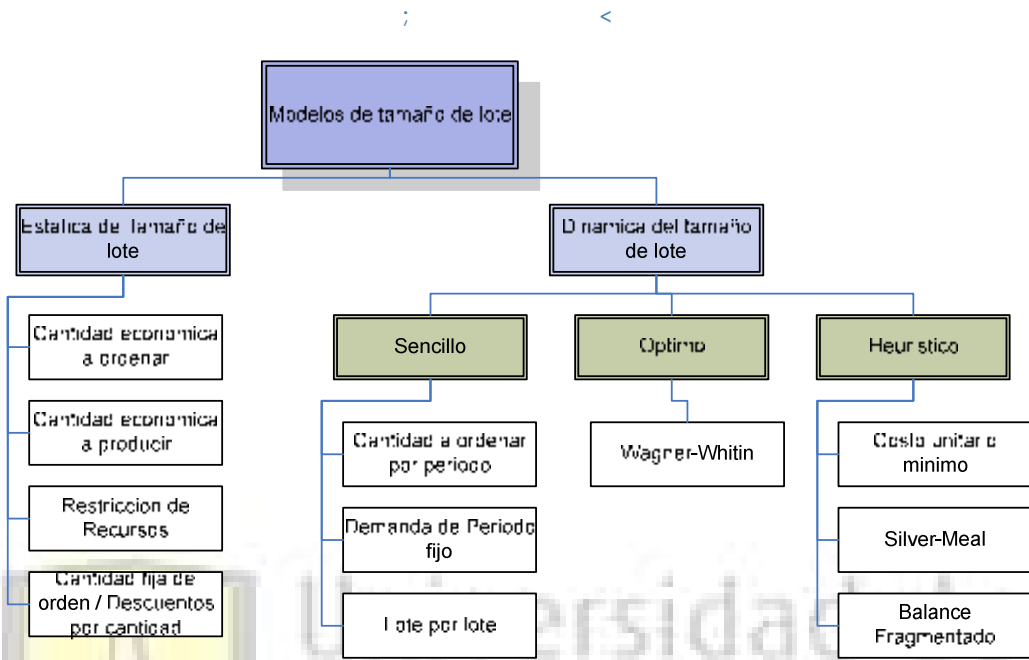 ; <
Modelos de tamaño de lote
Estatica del Tamaño de
lote
Dinamica del tamaño
de lote
Cantidad economica
a ordenar
Cantidad economica
a producir
Restriccion de
Recursos
Cantidad fija de
orden / Descuentos
por cantidad
Sencillo
Cantidad a ordenar
por periodo
Demanda de Periodo
fijo
Lote por lote
Optimo
Wagner-Whitin
Heuristico
Costo unitario
minimo
Silver-Meal
Balance
Fragmentado
Universidad